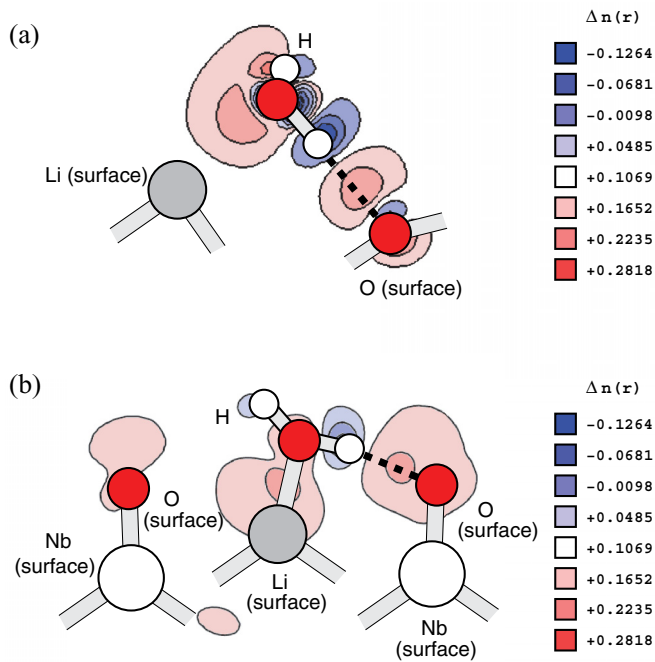 (a)
H
Li (surface)
O (surface)
Δn(r)
-0.1264
-0.0681
-0.0098
+0.0485
+0.1069
+0.1652
+0.2235
+0.2818
(b)
H
O
(surface)
Nb
(surface)
Li
(surface)
O
(surface)
Nb
(surface)
Δn(r)
-0.1264
-0.0681
-0.0098
+0.0485
+0.1069
+0.1652
+0.2235
+0.2818